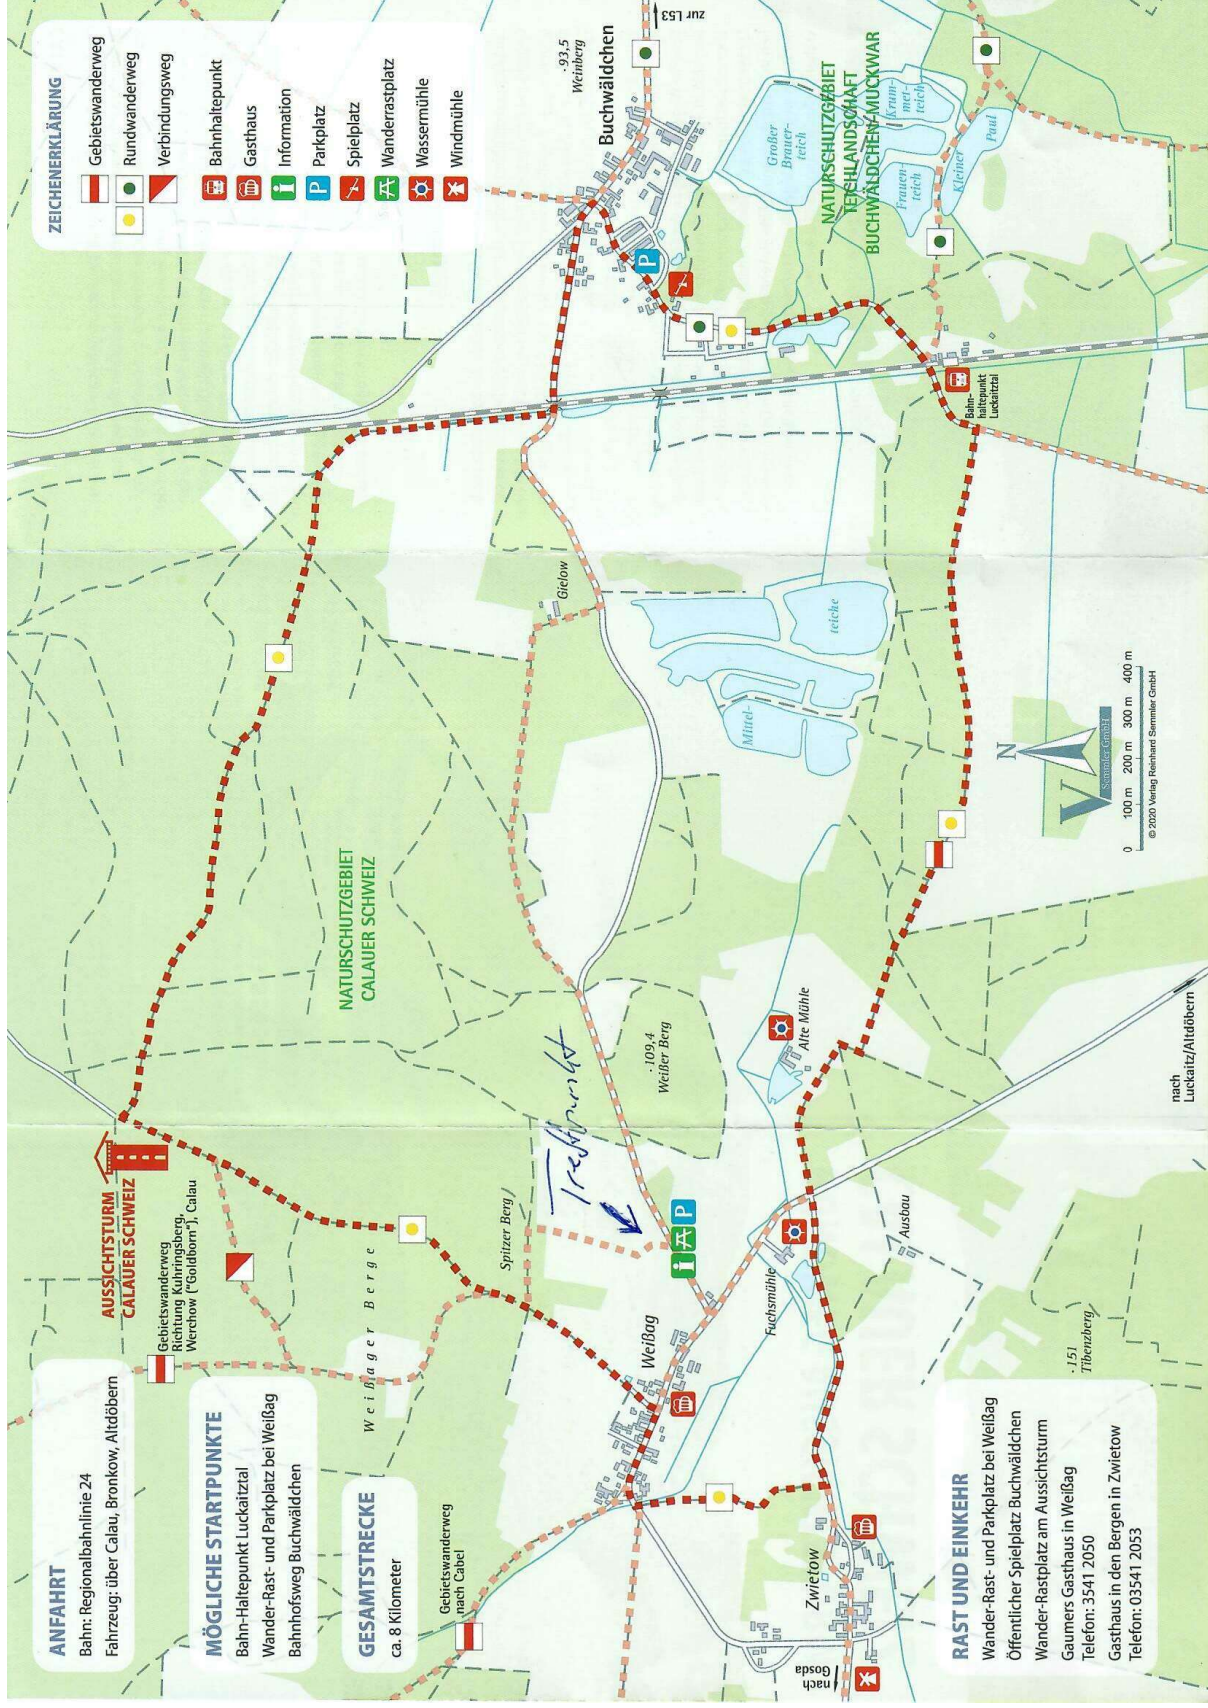 ANFAHRT
Bahn: Regionalbahnlinie 24
Fahrzeug: über Calau, Bronkow, Altdöbern
MÖGLICHE STARTPUNKTE
Bahn-Haltepunkt Luckaitztal
Wander-Rast- und Parkplatz bei Weißag
Bahnhofsweg Buchwäldchen
GESAMTSTRECKE
ca. 8 Kilometer
Gebietswanderweg
nach Cabel
AUSSICHTSTURM
CALAUER SCHWEIZ
Gebietswanderweg
Richtung Kuhringsberg,
Werchow ("Goldborn"), Calau
Weißager Berge
Spitzer Berg
Treffpunkt
Weißag
i
P
·109,4
Weißer Berg
NATURSCHUTZGEBIET
CALAUER SCHWEIZ
Gielow
ZEICHENERKLÄRUNG
Gebietswanderweg
Rundwanderweg
Verbindungsweg
Bahnhaltepunkt
Gasthaus
i
Information
P
Parkplatz
Spielplatz
Wanderrastplatz
Wassermühle
Windmühle
·93,5
Weinberg
Buchwäldchen
zur L53
P
Großer
Brauer-
teich
NATURSCHUTZGEBIET
TEICHLANDSCHAFT
BUCHWÄLDCHEN-MUCKWAR
Krum-
met-
teich
Frauen-
teich
Kleiner
Paul
Bahn-
haltepunkt
Luckaitztal
Mittel-
teiche
Alte Mühle
Fuchsmühle
Ausbau
·151
Tibenzberg
Zwietow
nach
Gosda
nach
Luckaitz/Altdöbern
RAST UND EINKEHR
Wander-Rast- und Parkplatz bei Weißag
Öffentlicher Spielplatz Buchwäldchen
Wander-Rastplatz am Aussichtsturm
Gaumers Gasthaus in Weißag
Telefon: 3541 2050
Gasthaus in den Bergen in Zwietow
Telefon: 03541 2053
N
V
Semmler GmbH
0 100 m 200 m 300 m 400 m
© 2020 Verlag Reinhard Semmler GmbH